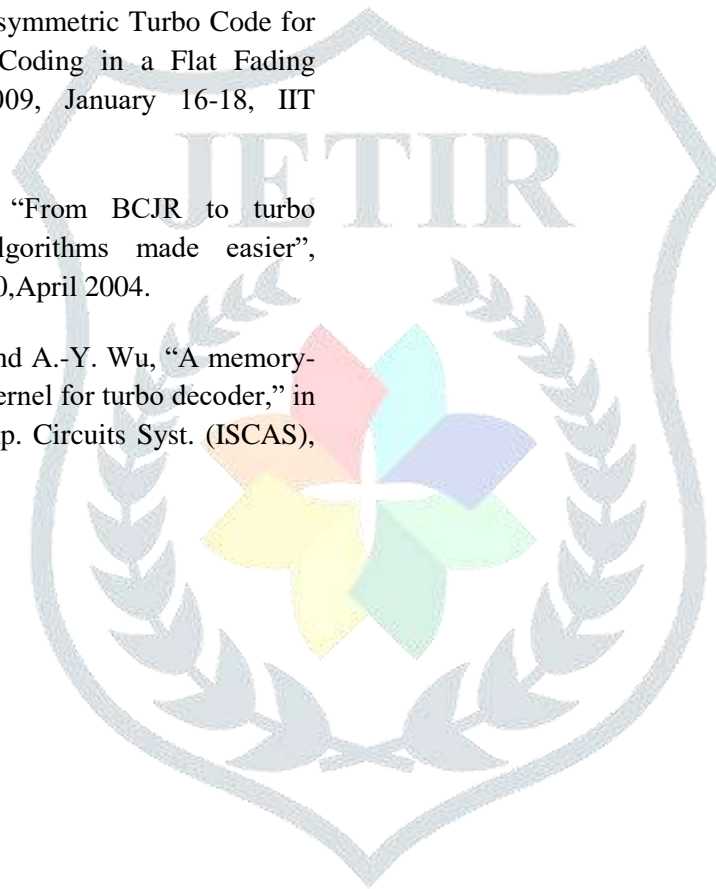 symmetric Turbo Code for
Coding in a Flat Fading
009, January 16-18, IIT
JETIR
“From BCJR to turbo
lgorithms made easier”,
0,April 2004.
nd A.-Y. Wu, “A memory-
ernel for turbo decoder,” in
p. Circuits Syst. (ISCAS),